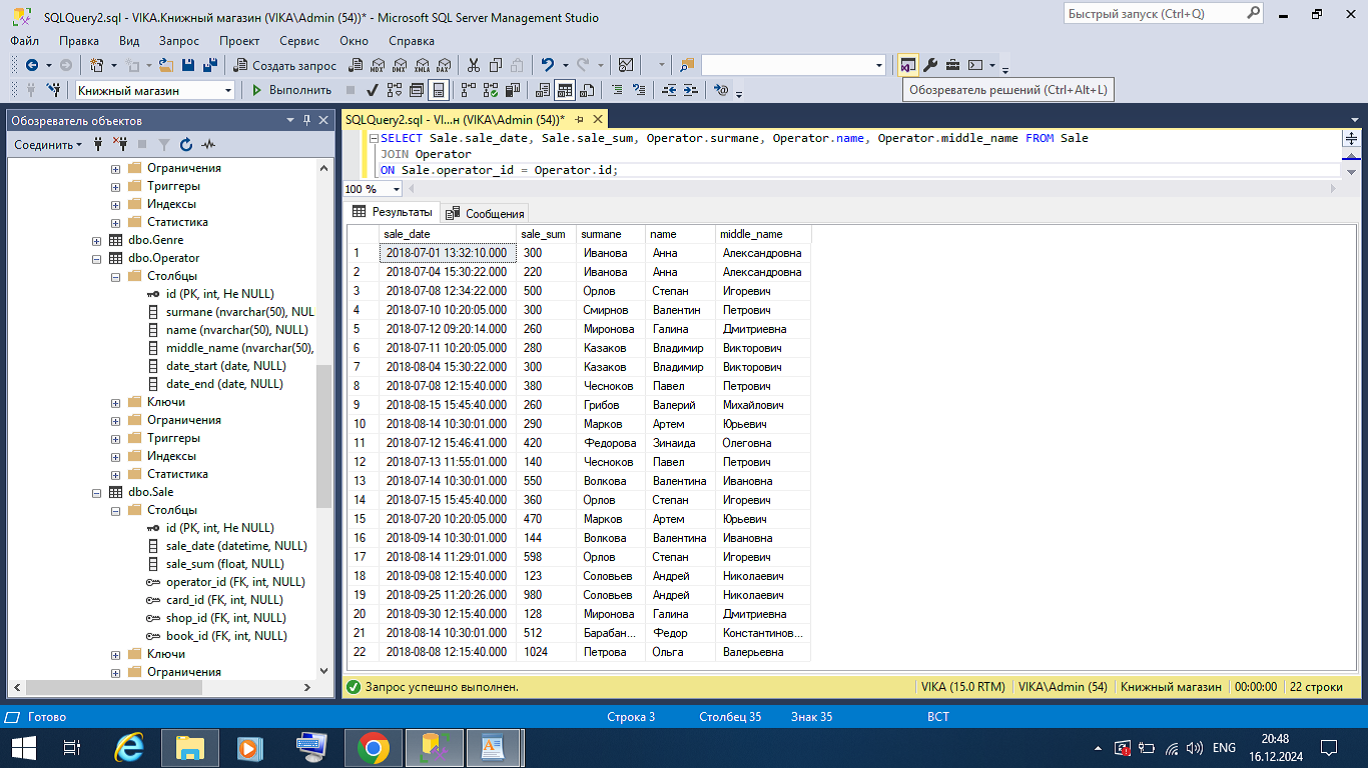 SQLQuery2.sql - VIKA.Книжный магазин (VIKA\Admin (54))* - Microsoft SQL Server Management Studio
Быстрый запуск (Ctrl+Q)
Файл Правка Вид Запрос Проект Сервис Окно Справка
Создать запрос MDX DMX XMLA DAX
Книжный магазин Выполнить
Обозреватель решений (Ctrl+Alt+L)
Обозреватель объектов
Соединить
Ограничения
Триггеры
Индексы
Статистика
dbo.Genre
dbo.Operator
Столбцы
id (PK, int, Не NULL)
surmane (nvarchar(50), NUL
name (nvarchar(50), NULL)
middle_name (nvarchar(50),
date_start (date, NULL)
date_end (date, NULL)
Ключи
Ограничения
Триггеры
Индексы
Статистика
dbo.Sale
Столбцы
id (PK, int, Не NULL)
sale_date (datetime, NULL)
sale_sum (float, NULL)
operator_id (FK, int, NULL)
card_id (FK, int, NULL)
shop_id (FK, int, NULL)
book_id (FK, int, NULL)
Ключи
Ограничения
SQLQuery2.sql - VI...н (VIKA\Admin (54))*
SELECT Sale.sale_date, Sale.sale_sum, Operator.surmane, Operator.name, Operator.middle_name FROM Sale
JOIN Operator
ON Sale.operator_id = Operator.id;
100 %
Результаты Сообщения
sale_date sale_sum surmane name middle_name
1 2018-07-01 13:32:10.000 300 Иванова Анна Александровна
2 2018-07-04 15:30:22.000 220 Иванова Анна Александровна
3 2018-07-08 12:34:22.000 500 Орлов Степан Игоревич
4 2018-07-10 10:20:05.000 300 Смирнов Валентин Петрович
5 2018-07-12 09:20:14.000 260 Миронова Галина Дмитриевна
6 2018-07-11 10:20:05.000 280 Казаков Владимир Викторович
7 2018-08-04 15:30:22.000 300 Казаков Владимир Викторович
8 2018-07-08 12:15:40.000 380 Чесноков Павел Петрович
9 2018-08-15 15:45:40.000 260 Грибов Валерий Михайлович
10 2018-08-14 10:30:01.000 290 Марков Артем Юрьевич
11 2018-07-12 15:46:41.000 420 Федорова Зинаида Олеговна
12 2018-07-13 11:55:01.000 140 Чесноков Павел Петрович
13 2018-07-14 10:30:01.000 550 Волкова Валентина Ивановна
14 2018-07-15 15:45:40.000 360 Орлов Степан Игоревич
15 2018-07-20 10:20:05.000 470 Марков Артем Юрьевич
16 2018-09-14 10:30:01.000 144 Волкова Валентина Ивановна
17 2018-08-14 11:29:01.000 598 Орлов Степан Игоревич
18 2018-09-08 12:15:40.000 123 Соловьев Андрей Николаевич
19 2018-09-25 11:20:26.000 980 Соловьев Андрей Николаевич
20 2018-09-30 12:15:40.000 128 Миронова Галина Дмитриевна
21 2018-08-14 10:30:01.000 512 Барабан... Федор Константинов...
22 2018-08-08 12:15:40.000 1024 Петрова Ольга Валерьевна
Запрос успешно выполнен. VIKA (15.0 RTM) VIKA\Admin (54) Книжный магазин 00:00:00 22 строки
Готово Строка 3 Столбец 35 Знак 35 ВСТ
ENG
20:48
16.12.2024